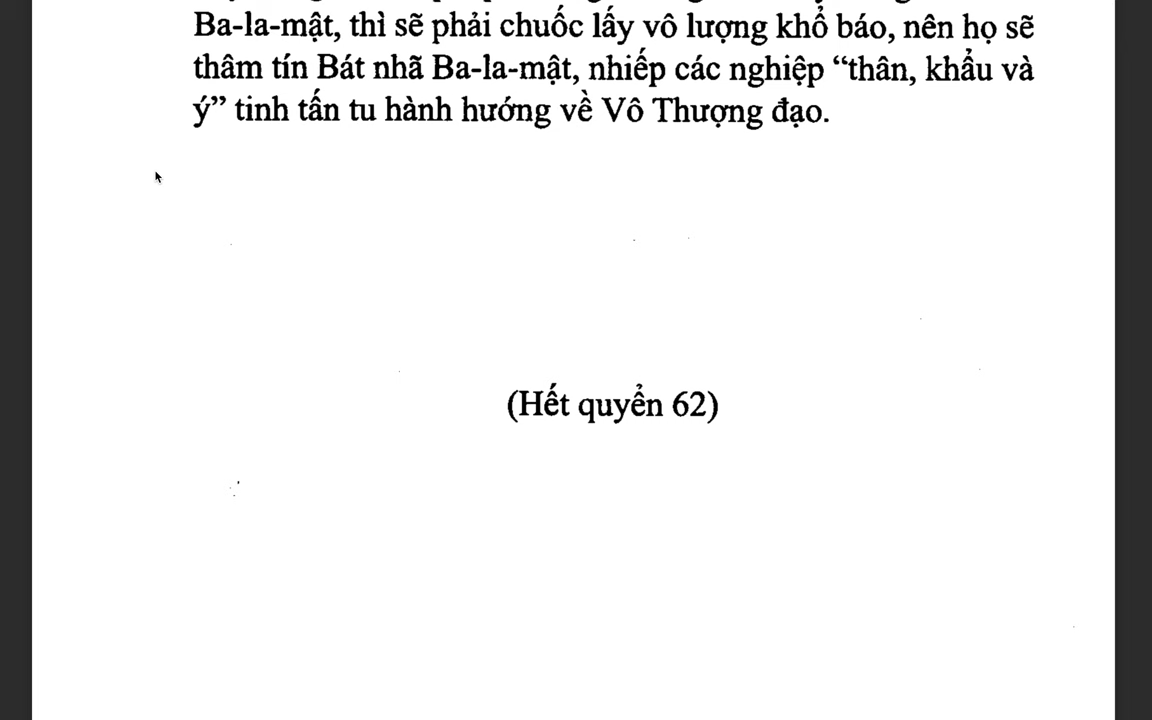 Ba-la-mật, thì sẽ phải chuốc lấy vô lượng khổ báo, nên họ sẽ
thâm tín Bát nhã Ba-la-mật, nhiếp các nghiệp “thân, khẩu và
ý” tinh tấn tu hành hướng về Vô Thượng đạo.
(Hết quyển 62)